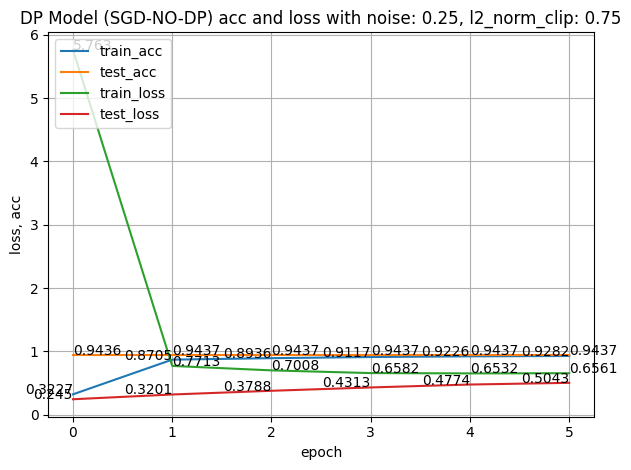 DP Model (SGD-NO-DP) acc and loss with noise: 0.25, l2_norm_clip: 0.75
6
5.763
train_acc
test_acc
train_loss
test_loss
5
4
3
2
1
0
loss, acc
0.9436 0.9437 0.9437 0.9437 0.9437 0.9437
0.3227 0.8705 0.8936 0.9117 0.9226 0.9282
0.7713 0.7008 0.6582 0.6532 0.6561
0.245 0.3201 0.3788 0.4313 0.4774 0.5043
0 1 2 3 4 5
epoch